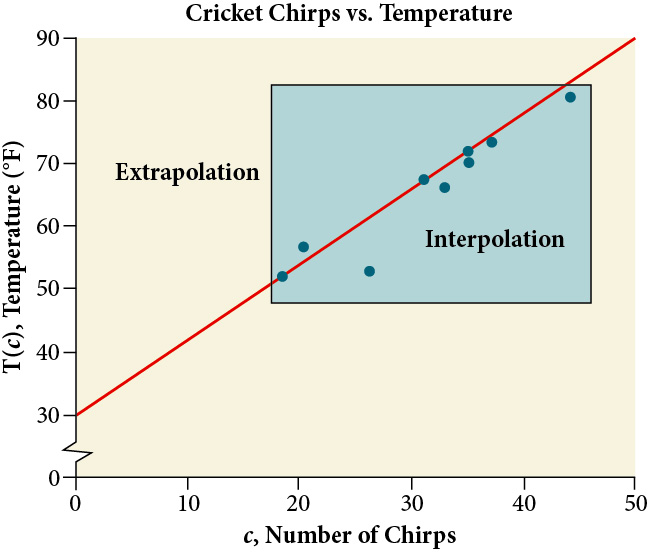 Cricket Chirps vs. Temperature
T(c), Temperature (°F)
90
80
70
60
50
40
30
0
Extrapolation
Interpolation
0 10 20 30 40 50
c, Number of Chirps